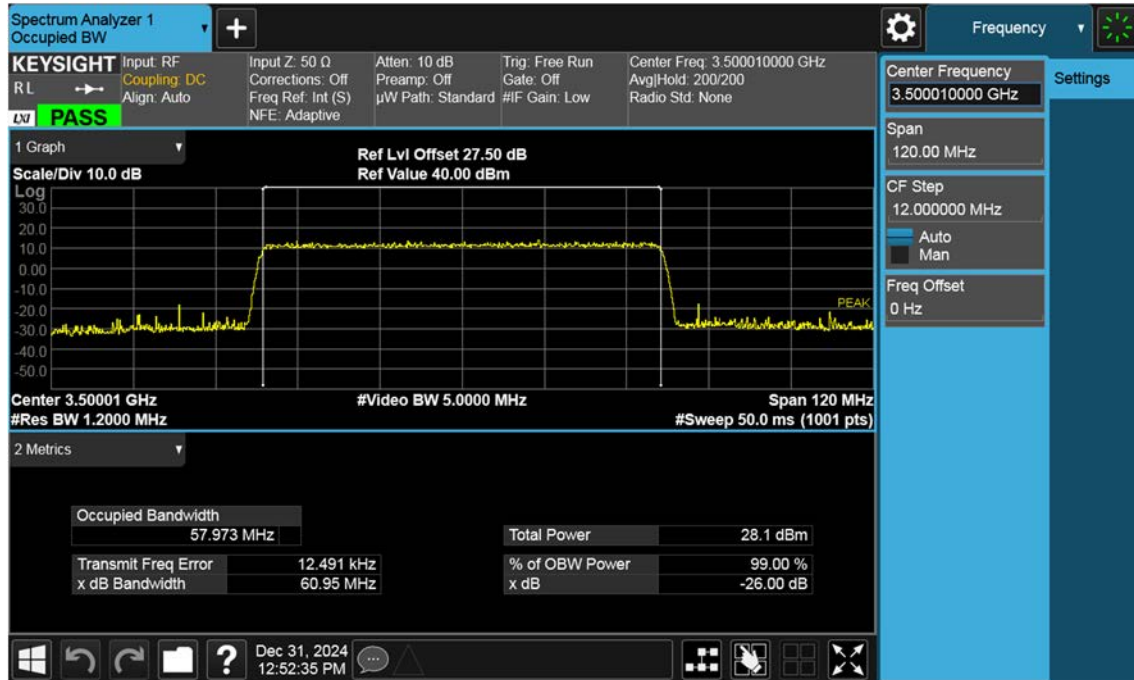 Spectrum Analyzer 1
Occupied BW
+
Frequency
KEYSIGHT
RL
LXI PASS
Input: RF
Coupling: DC
Align: Auto
Input Z: 50 Ω
Corrections: Off
Freq Ref: Int (S)
NFE: Adaptive
Atten: 10 dB
Preamp: Off
µW Path: Standard
Trig: Free Run
Gate: Off
#IF Gain: Low
Center Freq: 3.500010000 GHz
Avg|Hold: 200/200
Radio Std: None
Center Frequency
3.500010000 GHz
Settings
Span
120.00 MHz
CF Step
12.000000 MHz
Auto
Man
Freq Offset
0 Hz
1 Graph
Scale/Div 10.0 dB
Ref Lvl Offset 27.50 dB
Ref Value 40.00 dBm
Log
30.0
20.0
10.0
0.00
-10.0
-20.0
-30.0
-40.0
-50.0
PEAK
Center 3.50001 GHz
#Video BW 5.0000 MHz
Span 120 MHz
#Res BW 1.2000 MHz
#Sweep 50.0 ms (1001 pts)
2 Metrics
Occupied Bandwidth
57.973 MHz
Total Power 28.1 dBm
Transmit Freq Error 12.491 kHz
% of OBW Power 99.00 %
x dB Bandwidth 60.95 MHz
x dB -26.00 dB
?
Dec 31, 2024
12:52:35 PM